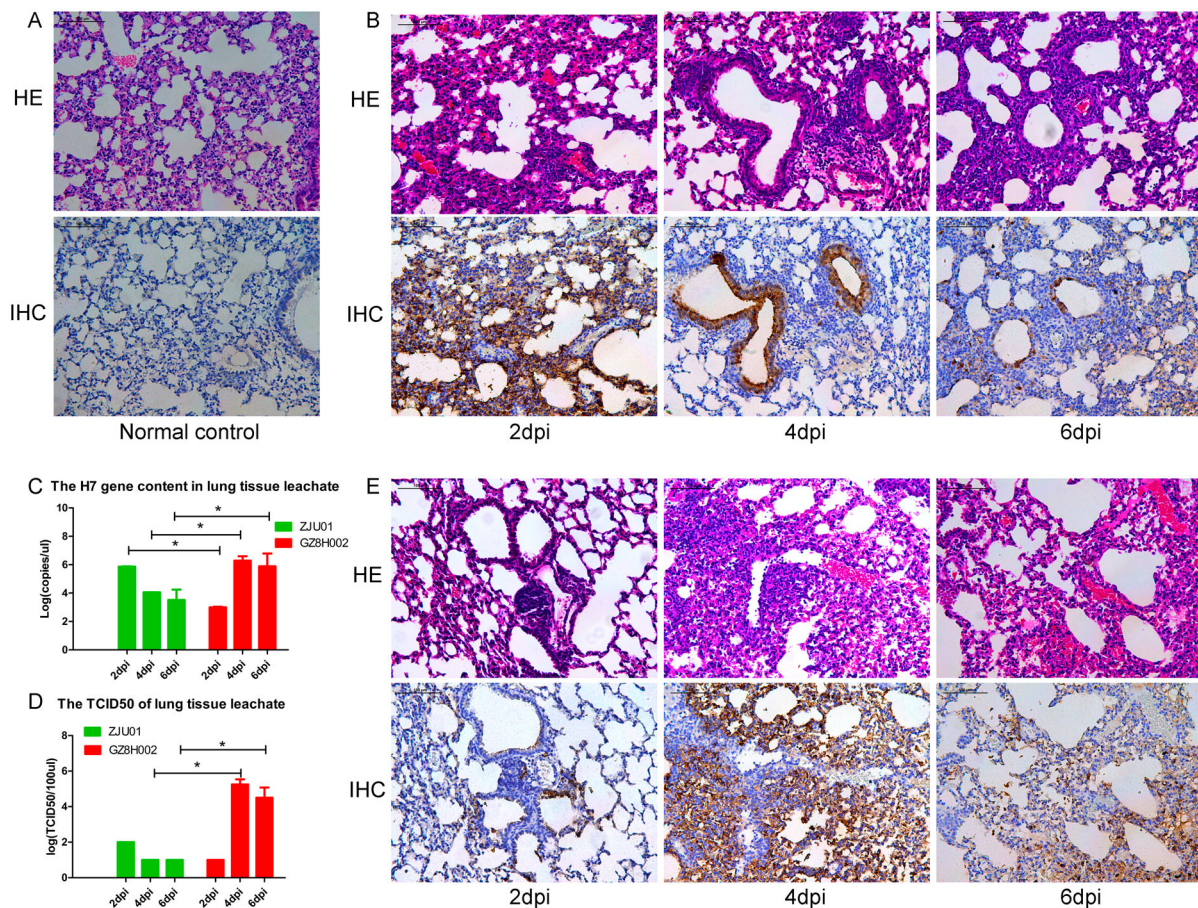 A
HE
IHC
Normal control
B
HE
IHC
2dpi 4dpi 6dpi
C The H7 gene content in lung tissue leachate
Log(copies/ul)
10
8
6
4
2
0
* * *
ZJU01
GZ8H002
2dpi 4dpi 6dpi 2dpi 4dpi 6dpi
D The TCID50 of lung tissue leachate
log(TCID50/100ul)
10
8
6
4
2
0
ZJU01
GZ8H002
* *
2dpi 4dpi 6dpi 2dpi 4dpi 6dpi
E
HE
IHC
2dpi 4dpi 6dpi